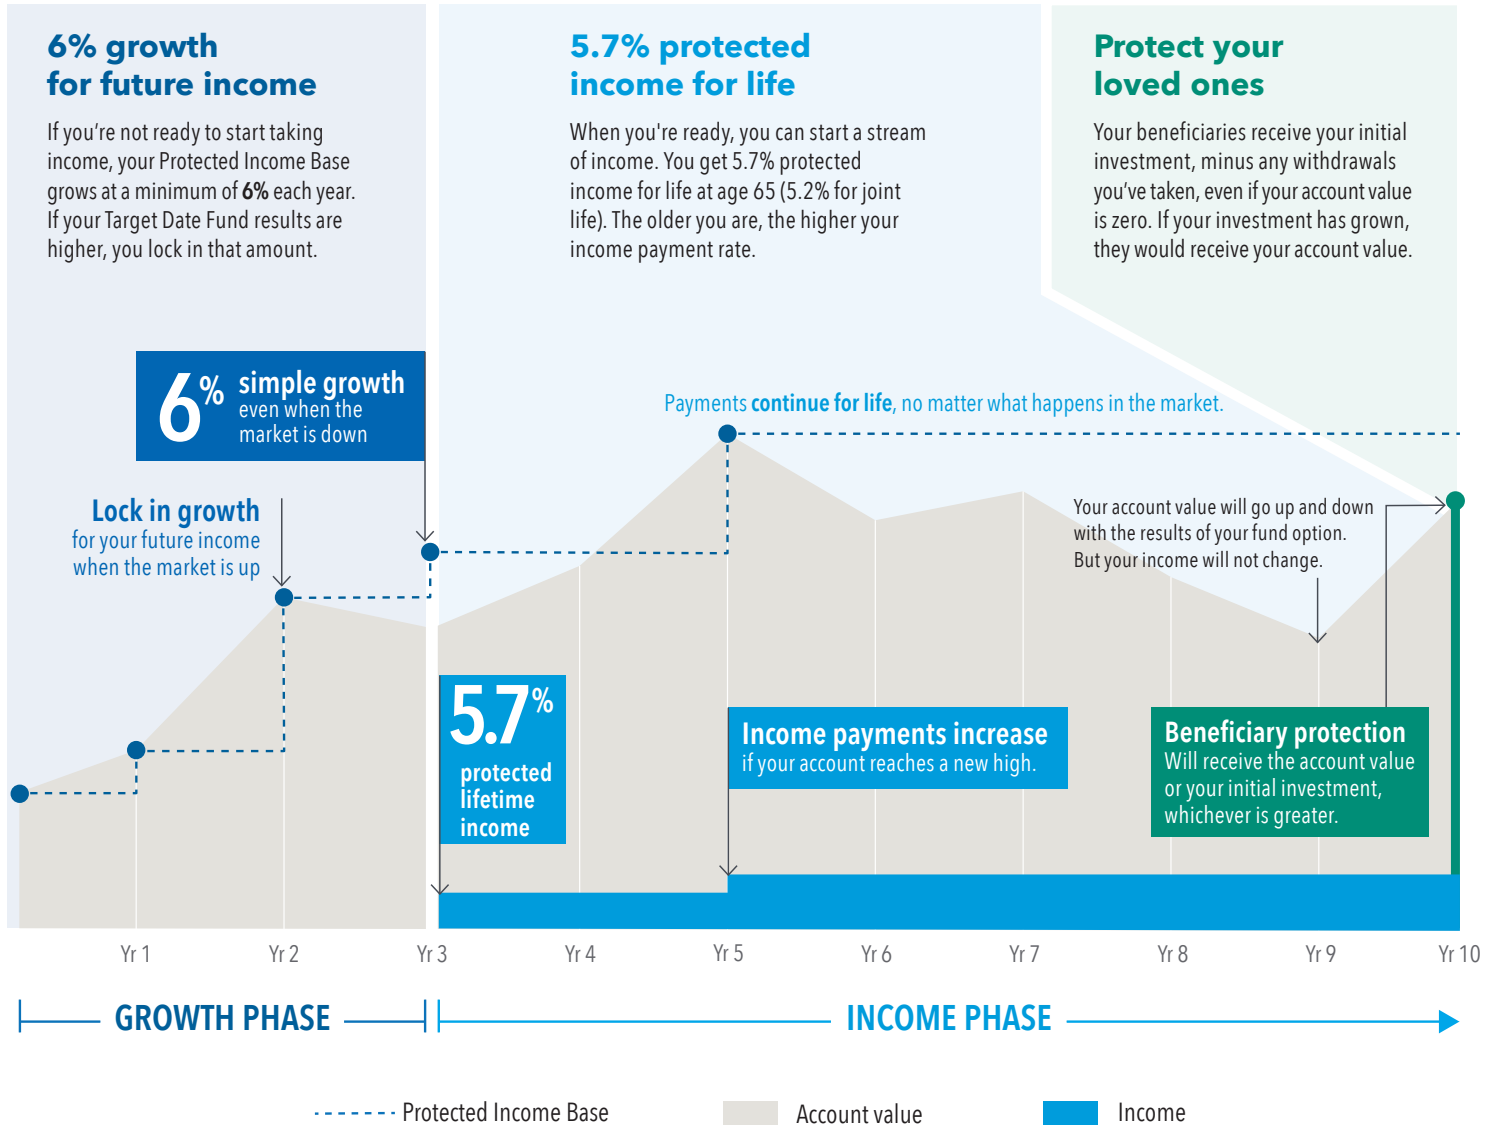 6% growth
for future income
If you're not ready to start taking
income, your Protected Income Base
grows at a minimum of 6% each year.
If your Target Date Fund results are
higher, you lock in that amount.
5.7% protected
income for life
When you're ready, you can start a stream
of income. You get 5.7% protected
income for life at age 65 (5.2% for joint
life). The older you are, the higher your
income payment rate.
Protect your
loved ones
Your beneficiaries receive your initial
investment, minus any withdrawals
you've taken, even if your account value
is zero. If your investment has grown,
they would receive your account value.
6%
simple growth
even when the
market is down
Payments continue for life, no matter what happens in the market.
Lock in growth
for your future income
when the market is up
Your account value will go up and down
with the results of your fund option.
But your income will not change.
5.7%
protected
lifetime
income
Income payments increase
if your account reaches a new high.
Beneficiary protection
Will receive the account value
or your initial investment,
whichever is greater.
Yr 1
Yr 2
Yr 3
Yr 4
Yr 5
Yr 6
Yr 7
Yr 8
Yr 9
Yr 10
GROWTH PHASE
INCOME PHASE
Protected Income Base
Account value
Income